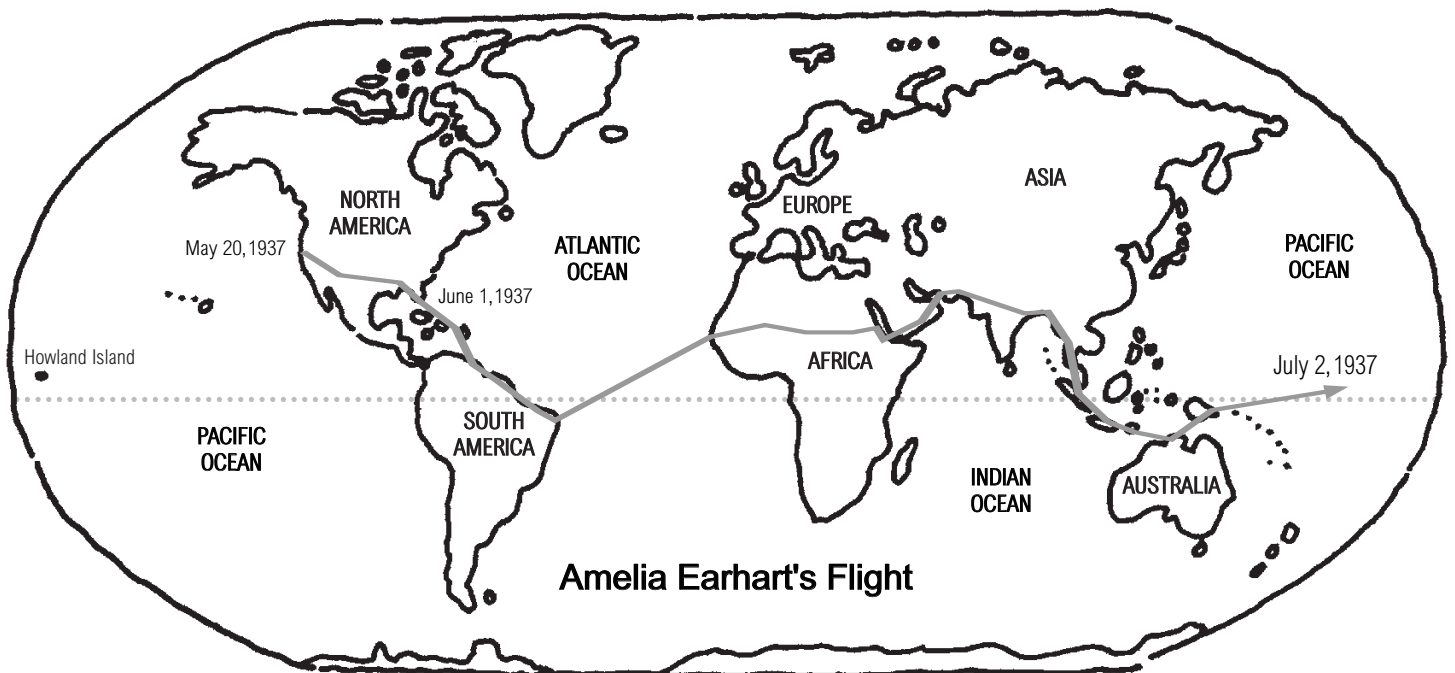 NORTH
AMERICA
ASIA
EUROPE
May 20,1937
ATLANTIC
OCEAN
PACIFIC
OCEAN
June 1,1937
Howland Island
AFRICA
July 2,1937
SOUTH
AMERICA
PACIFIC
OCEAN
INDIAN
OCEAN
AUSTRALIA
Amelia Earhart's Flight